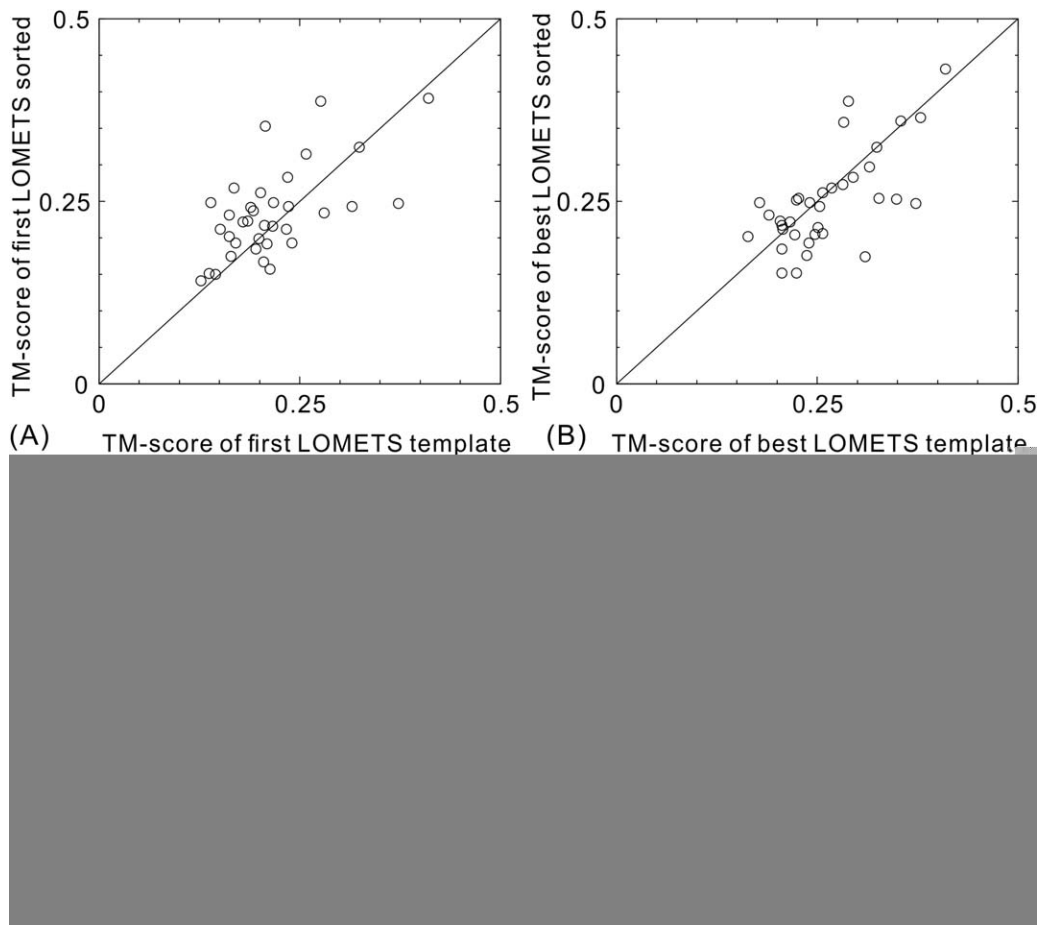 TM-score of first LOMETS sorted
0.5
0.25
0
0
0.25
0.5
(A)
TM-score of first LOMETS template
TM-score of best LOMETS sorted
0.5
0.25
0
0
0.25
0.5
(B)
TM-score of best LOMETS template